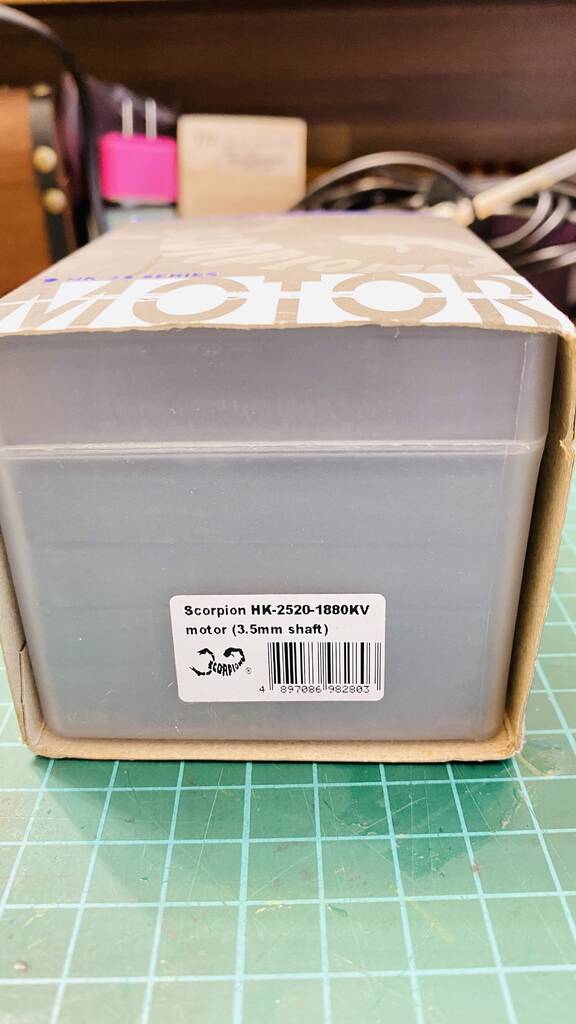 HK-25 SERIES
MOTOR
Scorpion HK-2520-1880KV
motor (3.5mm shaft)
SCORPION ®
4 897086 982803